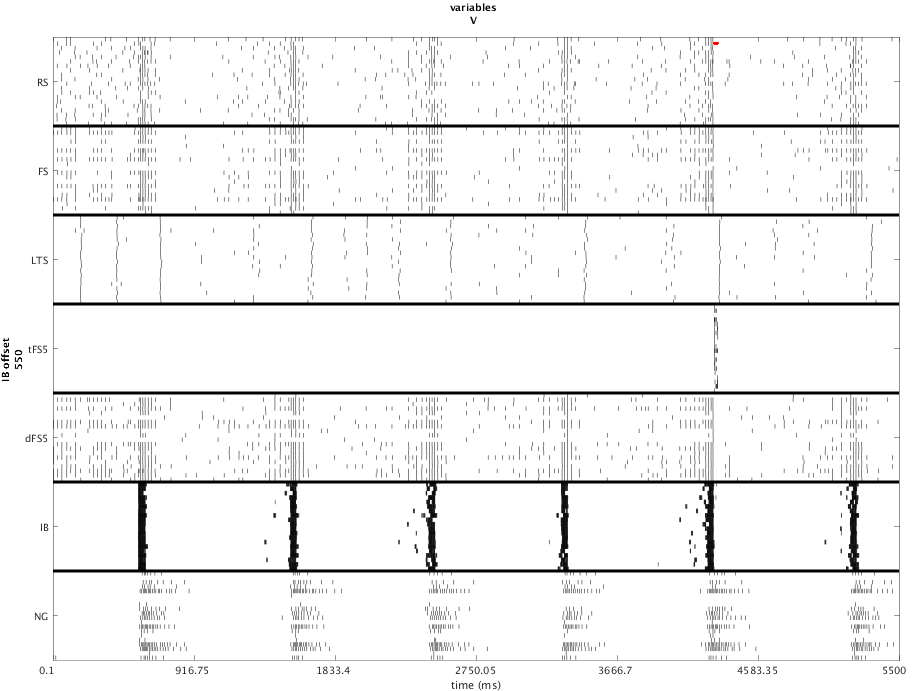 variables
V
RS
FS
LTS
tFS5
dFS5
IB
NG
IB offset
550
0.1 916.75 1833.4 2750.05 3666.7 4583.35 5500
time (ms)